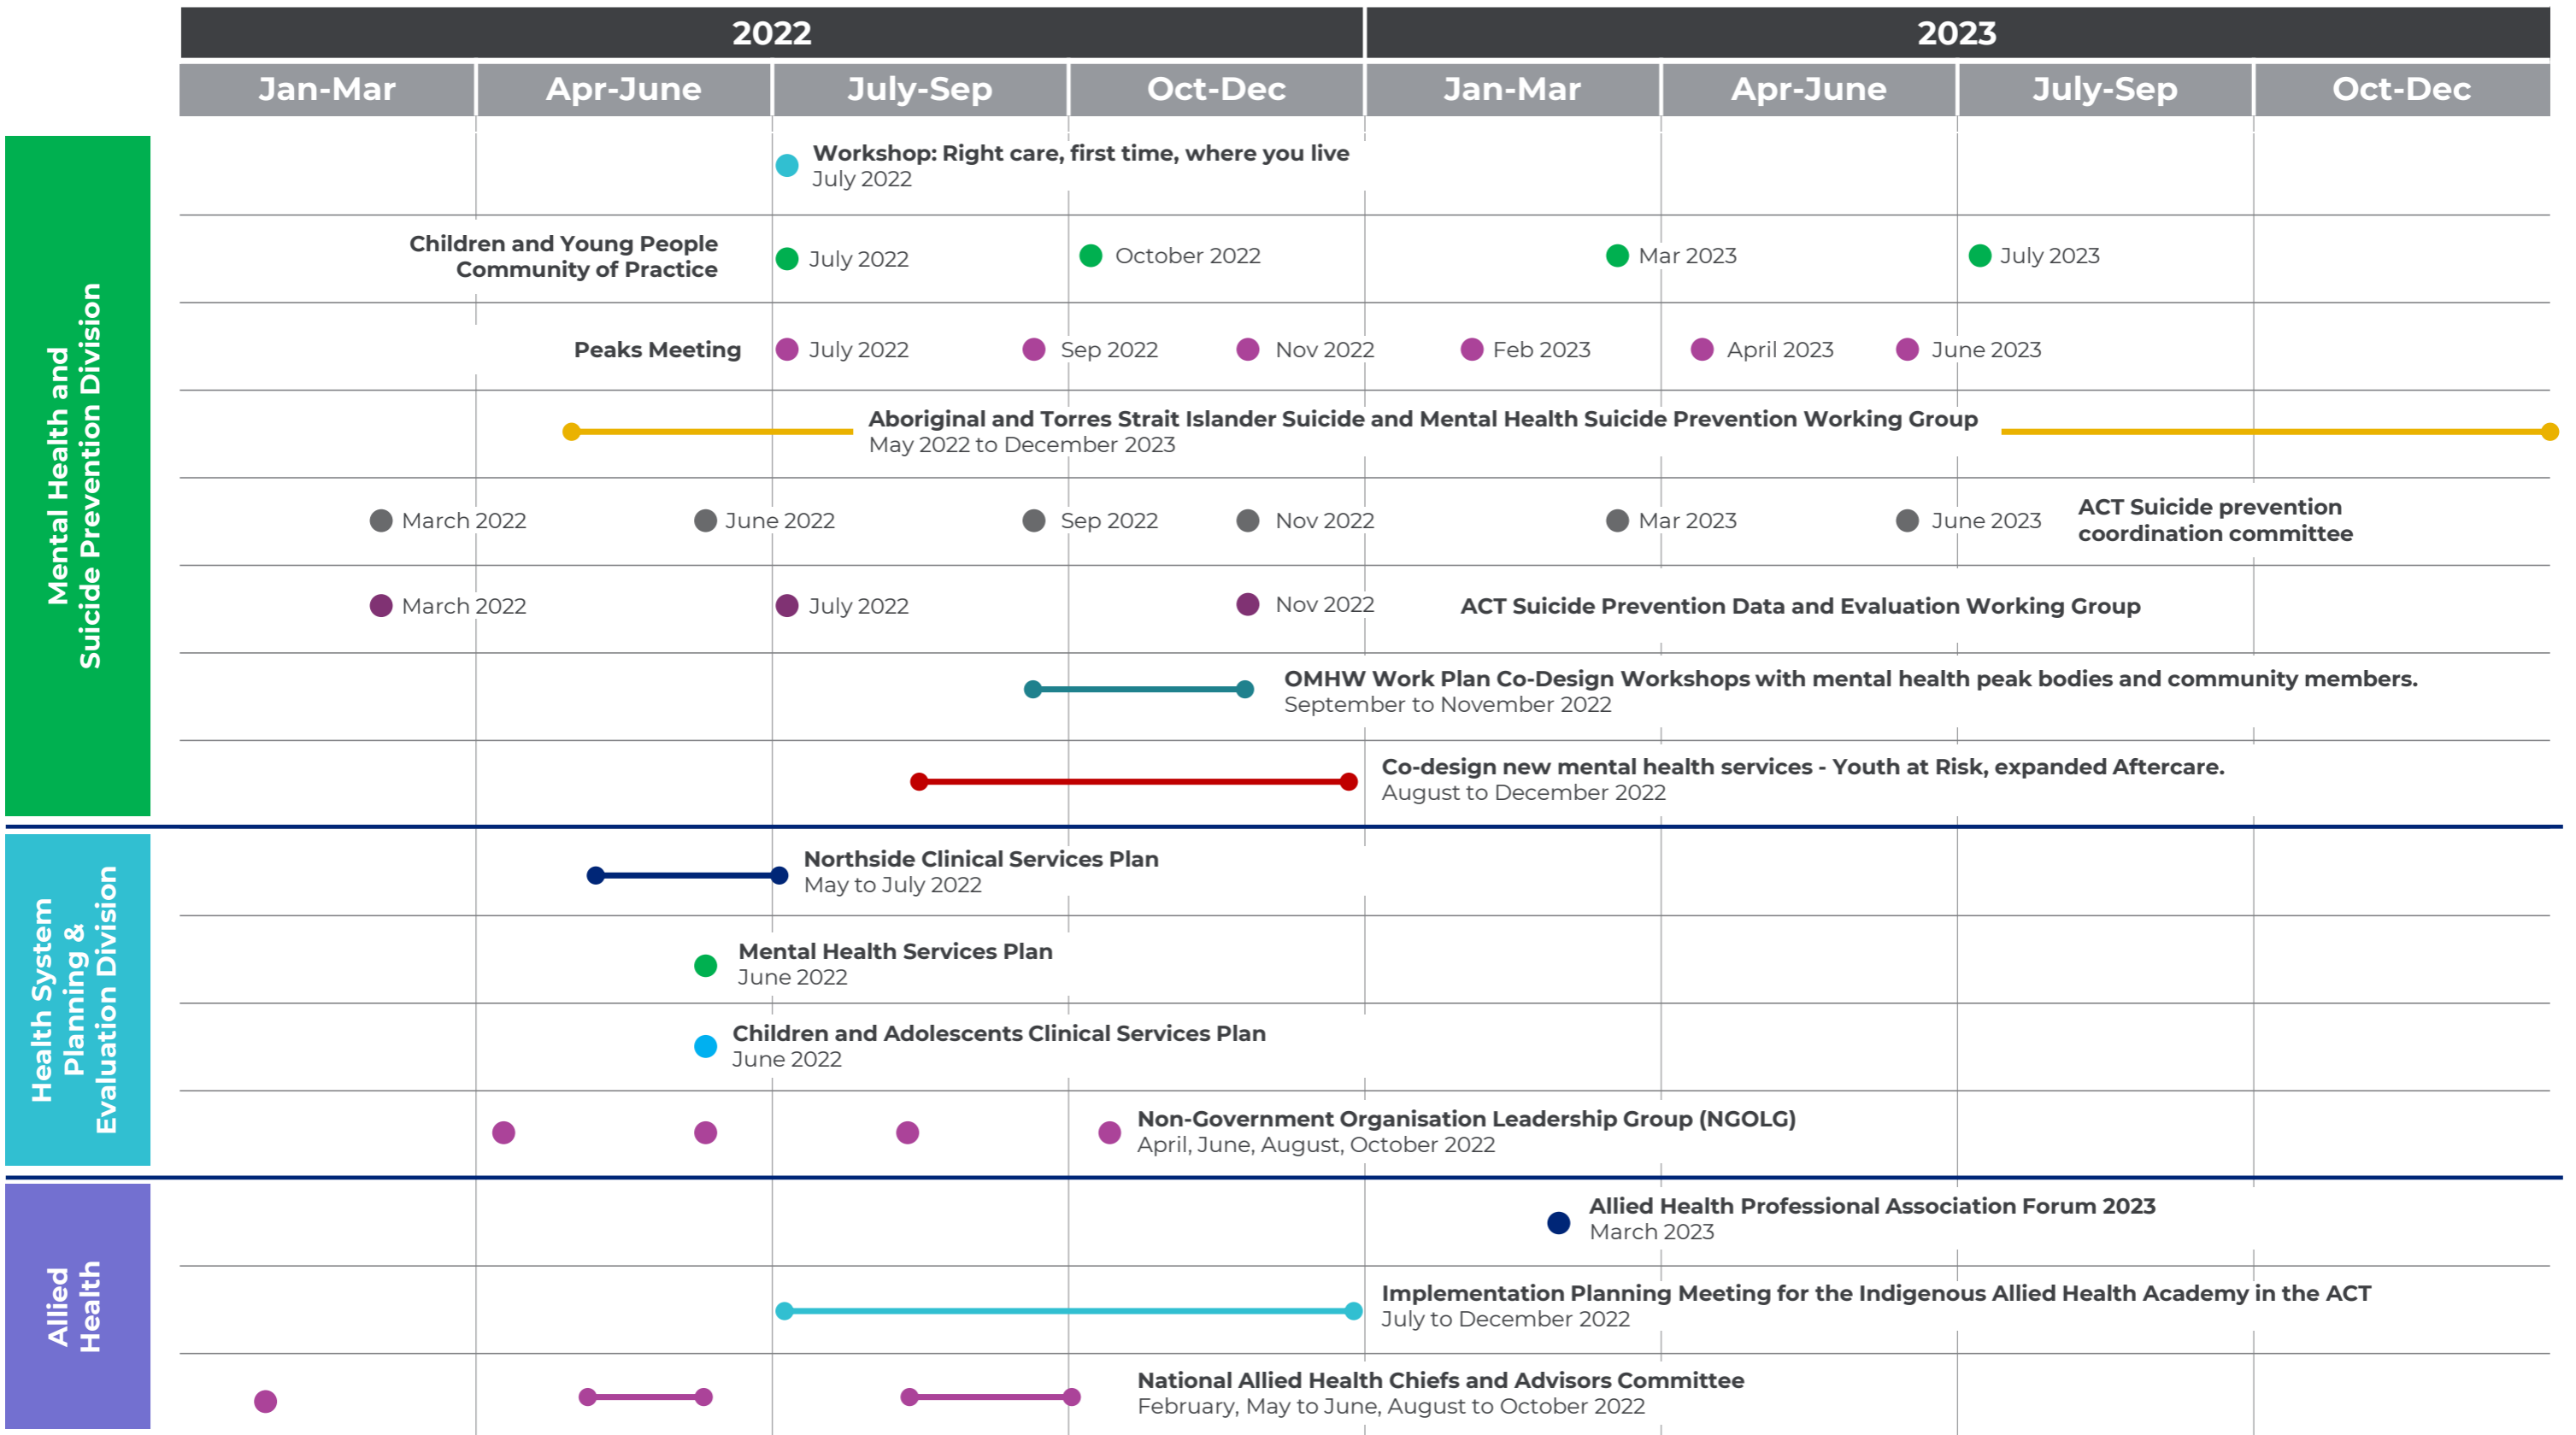 2022
2023
Jan-Mar
Apr-June
July-Sep
Oct-Dec
Jan-Mar
Apr-June
July-Sep
Oct-Dec
Mental Health and
Suicide Prevention Division
Workshop: Right care, first time, where you live
July 2022
Children and Young People
Community of Practice
July 2022
October 2022
Mar 2023
July 2023
Peaks Meeting
July 2022
Sep 2022
Nov 2022
Feb 2023
April 2023
June 2023
Aboriginal and Torres Strait Islander Suicide and Mental Health Suicide Prevention Working Group
May 2022 to December 2023
March 2022
June 2022
Sep 2022
Nov 2022
Mar 2023
June 2023
ACT Suicide prevention
coordination committee
March 2022
July 2022
Nov 2022
ACT Suicide Prevention Data and Evaluation Working Group
OMHW Work Plan Co-Design Workshops with mental health peak bodies and community members.
September to November 2022
Co-design new mental health services - Youth at Risk, expanded Aftercare.
August to December 2022
Health System
Planning &
Evaluation Division
Northside Clinical Services Plan
May to July 2022
Mental Health Services Plan
June 2022
Children and Adolescents Clinical Services Plan
June 2022
Non-Government Organisation Leadership Group (NGOLG)
April, June, August, October 2022
Allied
Health
Allied Health Professional Association Forum 2023
March 2023
Implementation Planning Meeting for the Indigenous Allied Health Academy in the ACT
July to December 2022
National Allied Health Chiefs and Advisors Committee
February, May to June, August to October 2022